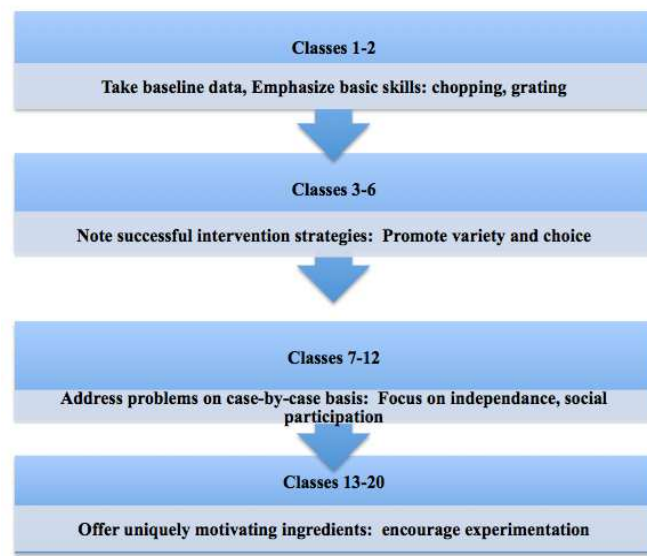 Classes 1-2
Take baseline data, Emphasize basic skills: chopping, grating
Classes 3-6
Note successful intervention strategies: Promote variety and choice
Classes 7-12
Address problems on case-by-case basis: Focus on independance, social
participation
Classes 13-20
Offer uniquely motivating ingredients: encourage experimentation